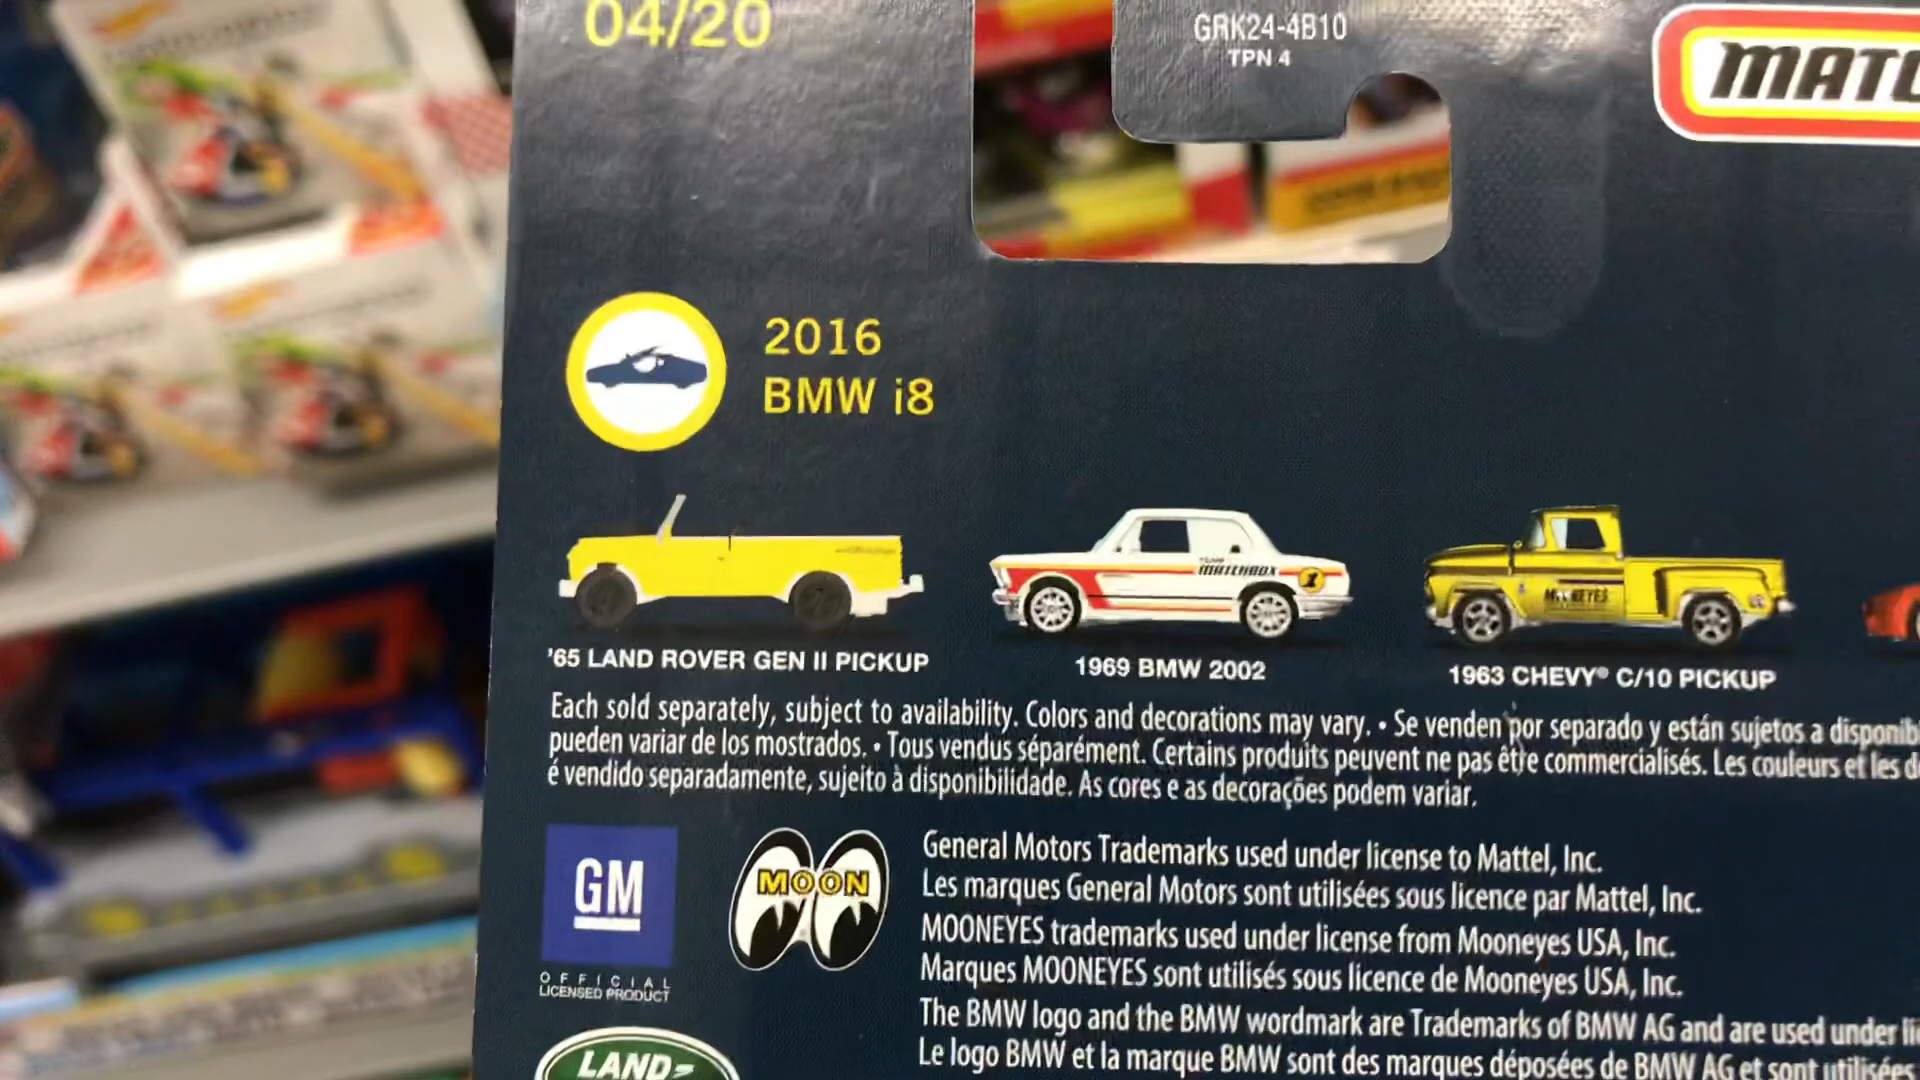 04/20
GRK24-4B10
TPN 4
MATC
2016
BMW i8
TEAM
MATCHBOX
1
MOONEYES
'65 LAND ROVER GEN II PICKUP
1969 BMW 2002
1963 CHEVY® C/10 PICKUP
Each sold separately, subject to availability. Colors and decorations may vary. • Se venden por separado y están sujetos a disponib
pueden variar de los mostrados. • Tous vendus séparément. Certains produits peuvent ne pas être commercialisés. Les couleurs et les d
é vendido separadamente, sujeito à disponibilidade. As cores e as decorações podem variar.
GM
OFFICIAL
LICENSED PRODUCT
MOON
General Motors Trademarks used under license to Mattel, Inc.
Les marques General Motors sont utilisées sous licence par Mattel, Inc.
MOONEYES trademarks used under license from Mooneyes USA, Inc.
Marques MOONEYES sont utilisés sous licence de Mooneyes USA, Inc.
The BMW logo and the BMW wordmark are Trademarks of BMW AG and are used under li
Le logo BMW et la marque BMW sont des marques déposées de BMW AG et sont utilisées
LAND-